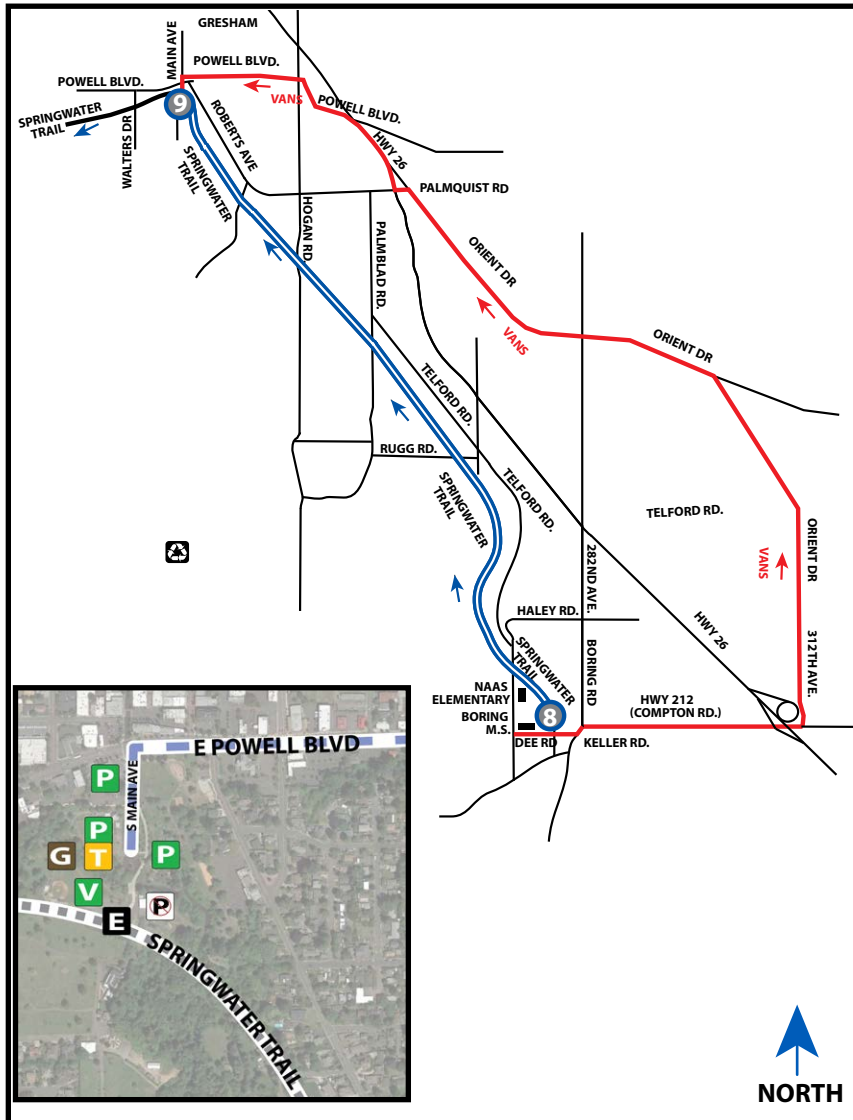 GRESHAM
MAIN AVE
POWELL BLVD.
POWELL BLVD.
VANS
POWELL BLVD.
9
SPRINGWATER
TRAIL
WALTERS DR
ROBERTS AVE
SPRINGWATER
TRAIL
HWY 26
PALMQUIST RD
HOGAN RD.
PALMBLAD RD.
ORIENT DR
VANS
ORIENT DR
TELFORD RD.
RUGG RD.
SPRINGWATER
TRAIL
TELFORD RD.
TELFORD RD.
ORIENT DR
VANS
282ND AVE.
HALEY RD.
HWY 26
312TH AVE.
SPRINGWATER
TRAIL
BORING RD
NAAS
ELEMENTARY
8
BORING
M.S.
HWY 212
(COMPTON RD.)
DEE RD
KELLER RD.
E POWELL BLVD
S MAIN AVE
P
P
G
T
P
V
P
E
SPRINGWATER TRAIL
NORTH